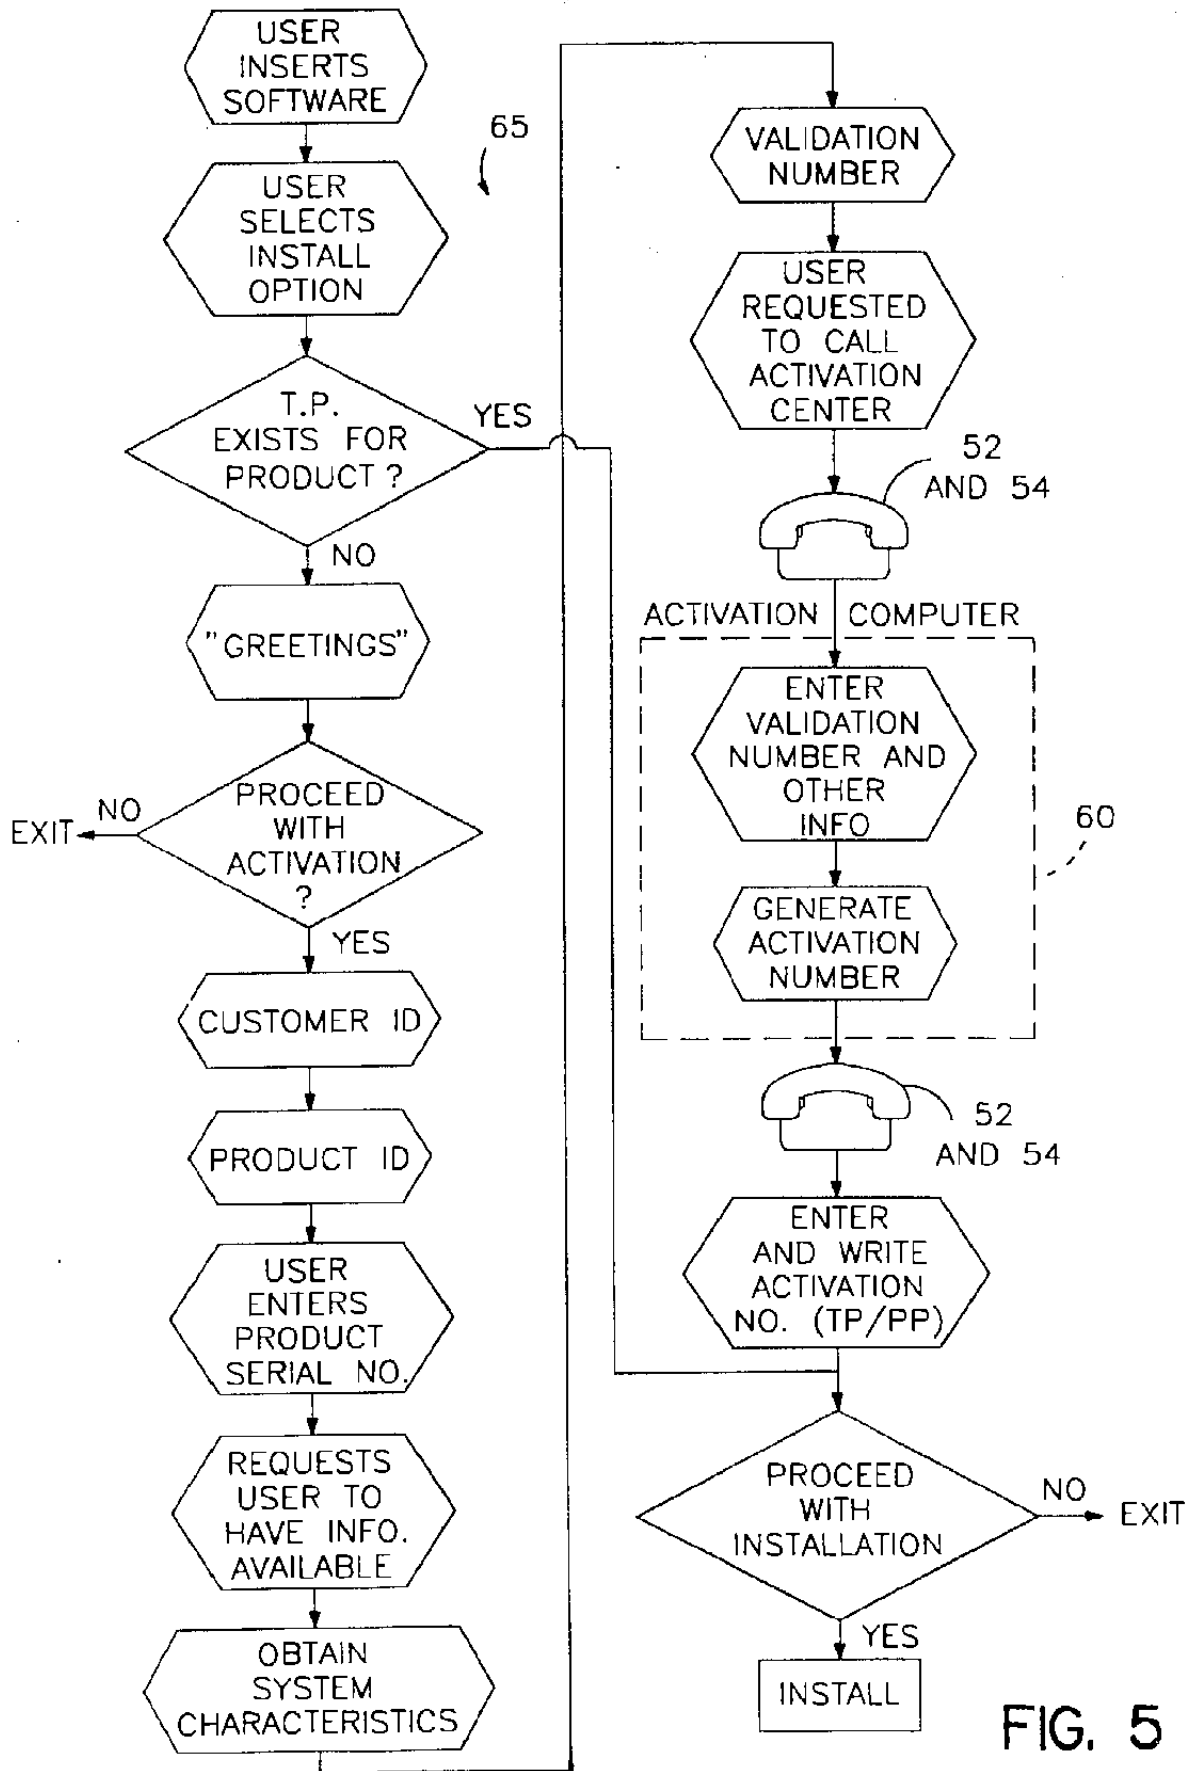 USER
INSERTS
SOFTWARE
65
USER
SELECTS
INSTALL
OPTION
T.P.
EXISTS FOR
PRODUCT ?
YES
NO
"GREETINGS"
PROCEED
WITH
ACTIVATION
?
NO
EXIT
YES
CUSTOMER ID
PRODUCT ID
USER
ENTERS
PRODUCT
SERIAL NO.
REQUESTS
USER TO
HAVE INFO.
AVAILABLE
OBTAIN
SYSTEM
CHARACTERISTICS
VALIDATION
NUMBER
USER
REQUESTED
TO CALL
ACTIVATION
CENTER
52
AND 54
ACTIVATION COMPUTER
ENTER
VALIDATION
NUMBER AND
OTHER
INFO
60
GENERATE
ACTIVATION
NUMBER
52
AND 54
ENTER
AND WRITE
ACTIVATION
NO. (TP/PP)
PROCEED
WITH
INSTALLATION
NO
EXIT
YES
INSTALL
FIG. 5